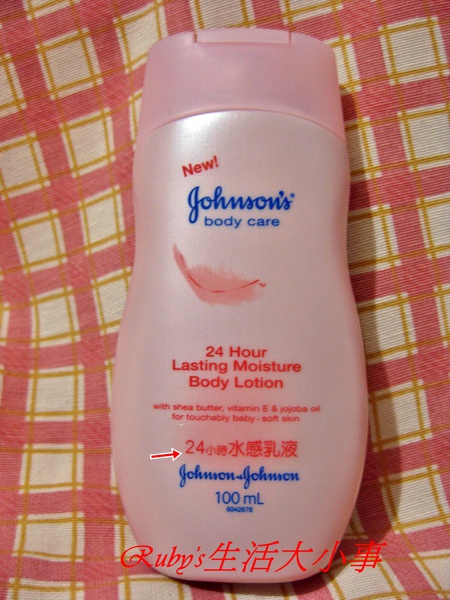 New!
Johnson's
body care
24 Hour
Lasting Moisture
Body Lotion
with shea butter, vitamin E & jojoba oil
for touchably baby-soft skin
24小時水感乳液
Johnson & Johnson
100 mL
6042678
Ruby's生活大小事